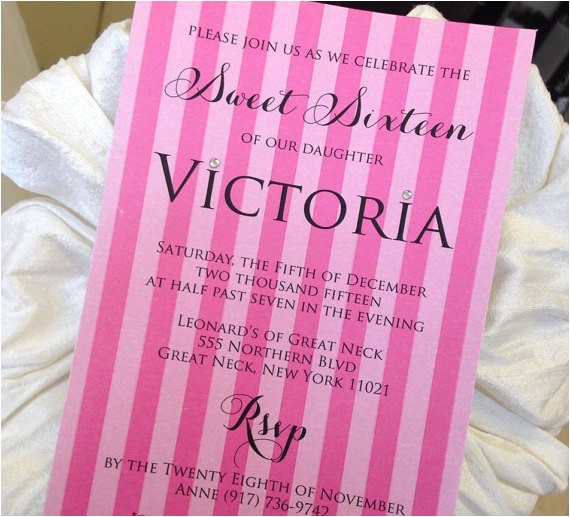 PLEASE JOIN US AS WE CELEBRATE THE
Sweet Sixteen
OF OUR DAUGHTER
VICTORIA
SATURDAY, THE FIFTH OF DECEMBER
TWO THOUSAND FIFTEEN
AT HALF PAST SEVEN IN THE EVENING
LEONARD'S OF GREAT NECK
555 NORTHERN BLVD
GREAT NECK, NEW YORK 11021
Rsvp
BY THE TWENTY EIGHTH OF NOVEMBER
ANNE (917) 736-9742